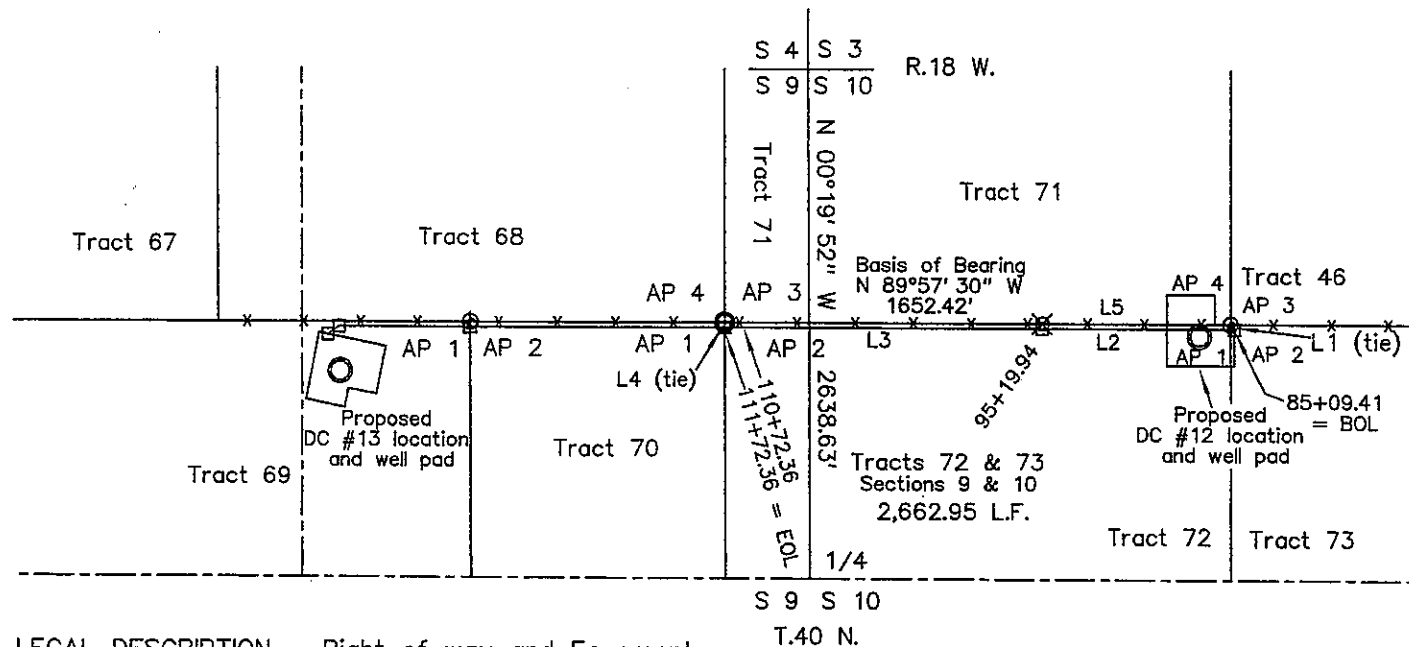 S 4 S 3
R.18 W.
S 9 S 10
N 00°19' 52" W
2638.63'
Tract 71
Tract 71
Tract 67
Tract 68
Basis of Bearing
N 89°57' 30" W
1652.42'
AP 4
Tract 46
AP 4
AP 3
L5
AP 3
AP 1
AP 2
AP 1
AP 2
L3
L2
AP 1
AP 2
L1 (tie)
L4 (tie)
110+72.36
111+72.36 = EOL
95+19.94
85+09.41
= BOL
Proposed
DC #13 location
and well pad
Proposed
DC #12 location
and well pad
Tract 69
Tract 70
Tracts 72 & 73
Sections 9 & 10
2,662.95 L.F.
Tract 72
Tract 73
1/4
S 9 S 10
T.40 N.
LEGAL DESCRIPTION Right of way and Easement